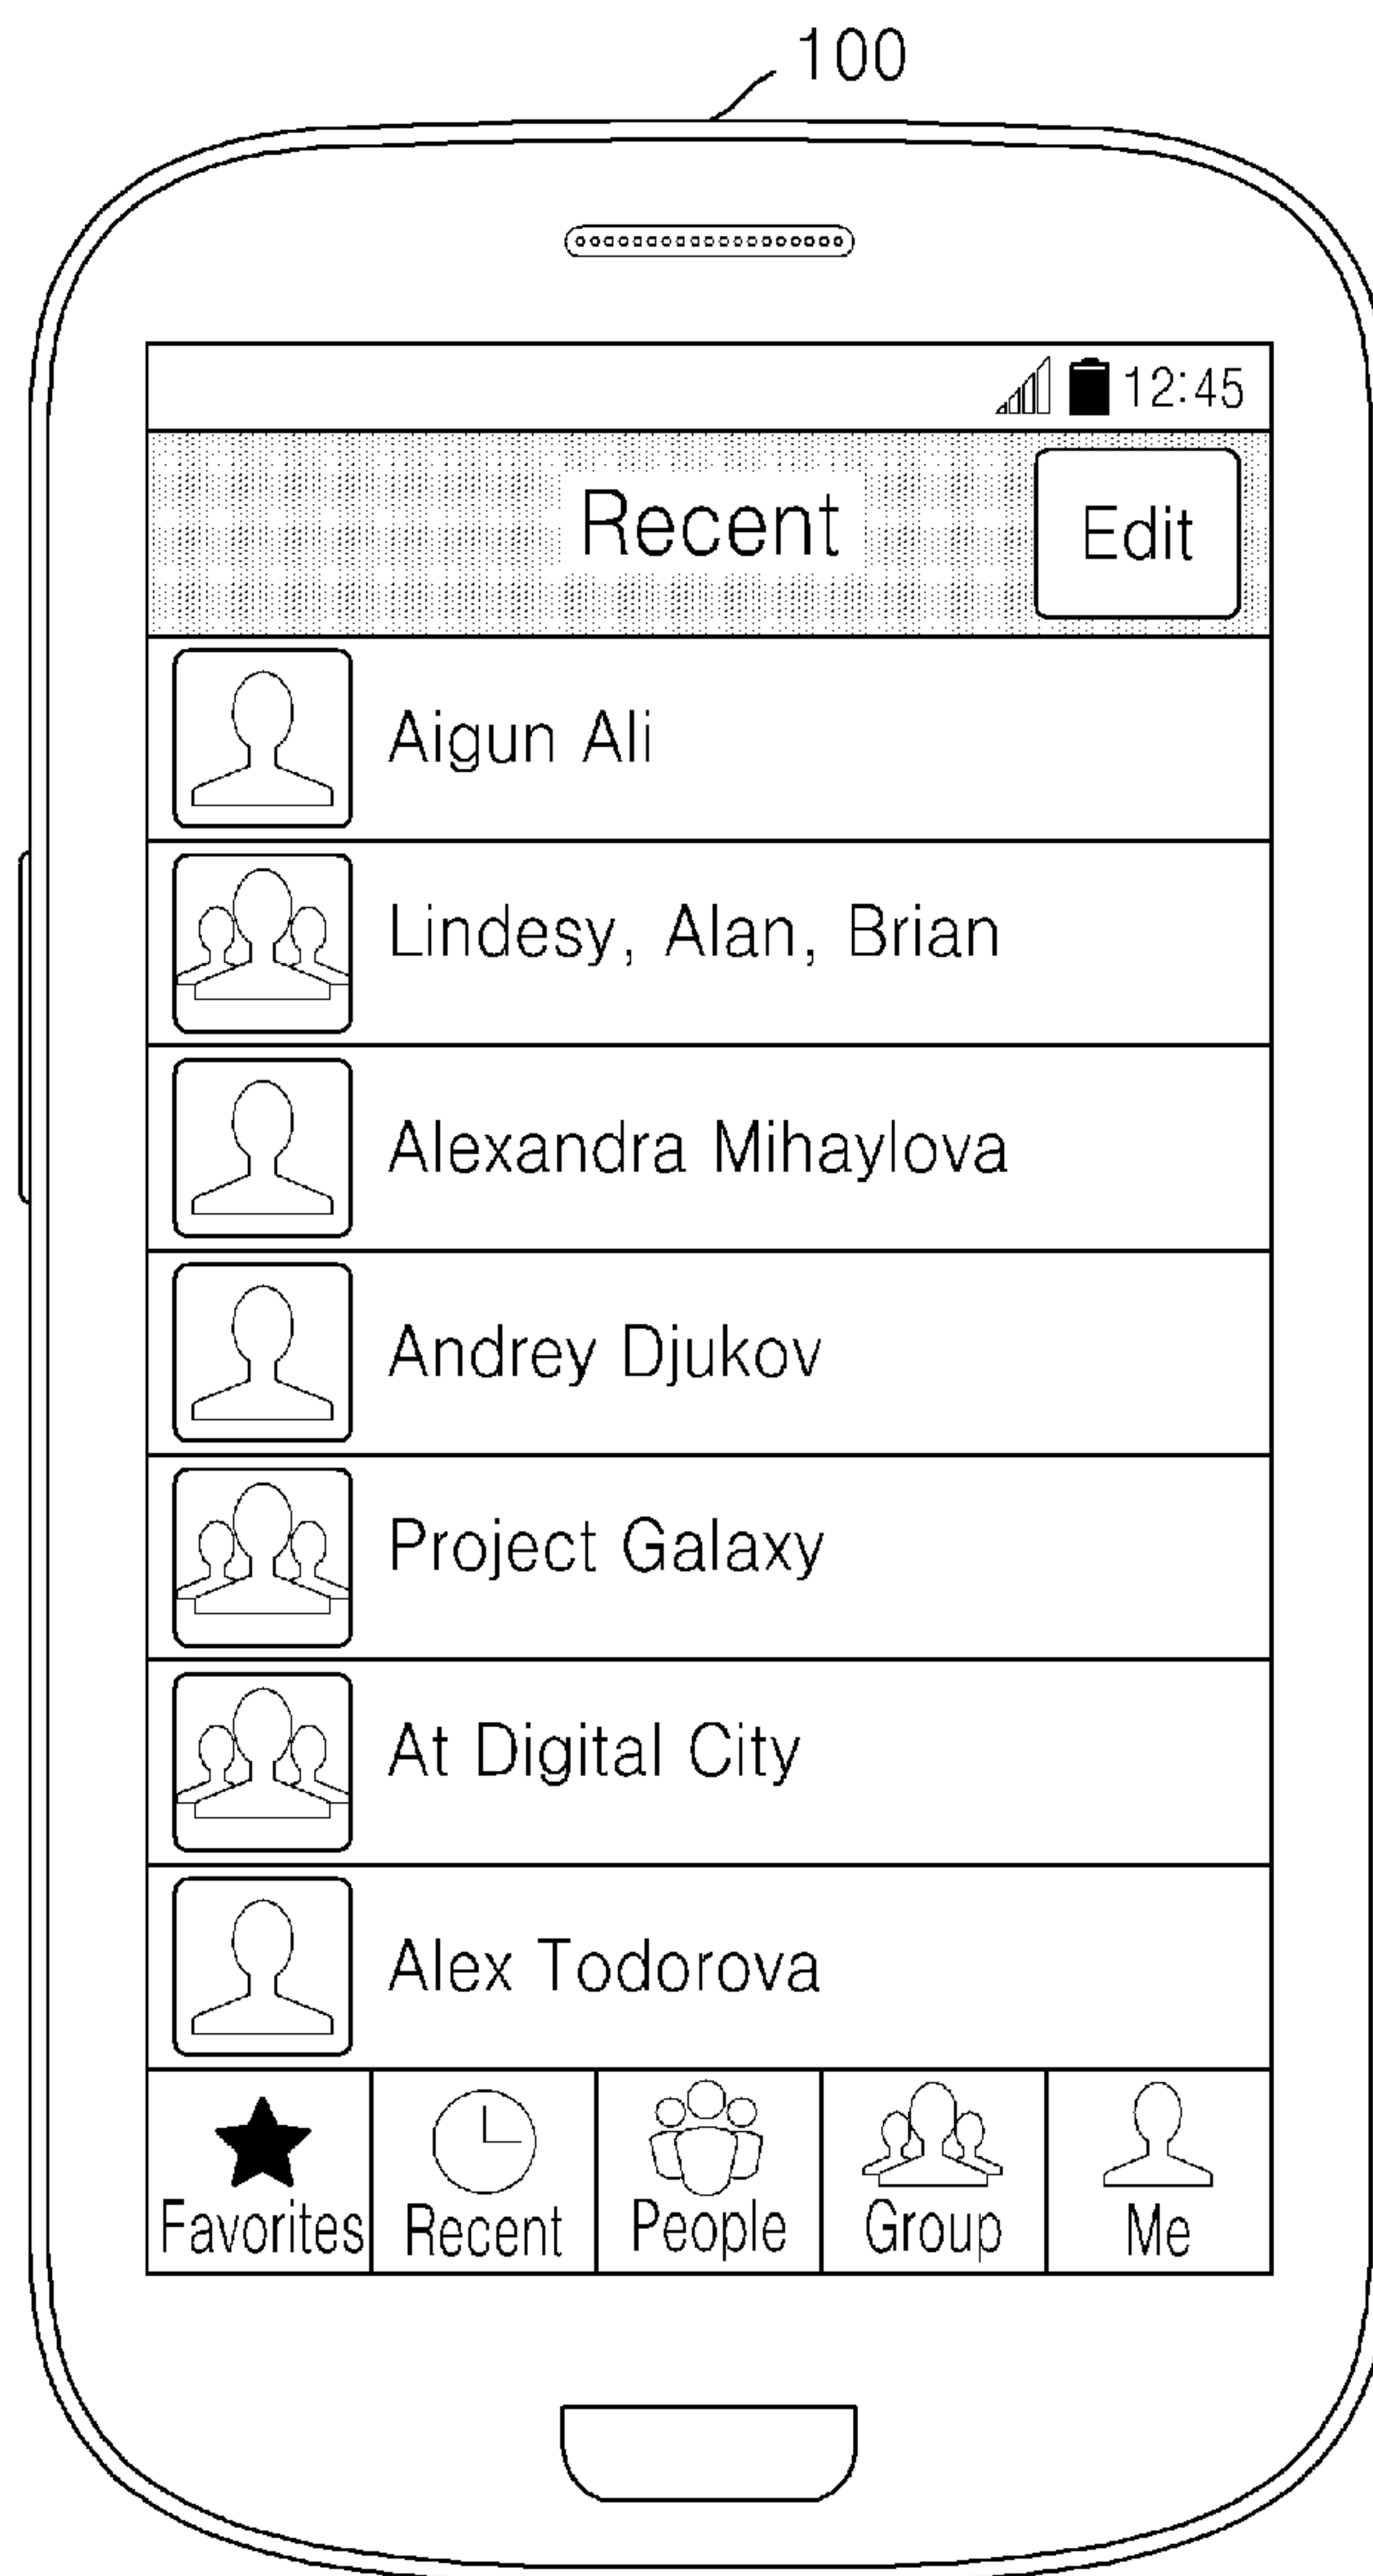 100
12:45
Recent Edit
Aigun Ali
Lindesy, Alan, Brian
Alexandra Mihaylova
Andrey Djukov
Project Galaxy
At Digital City
Alex Todorova
Favorites Recent People Group Me